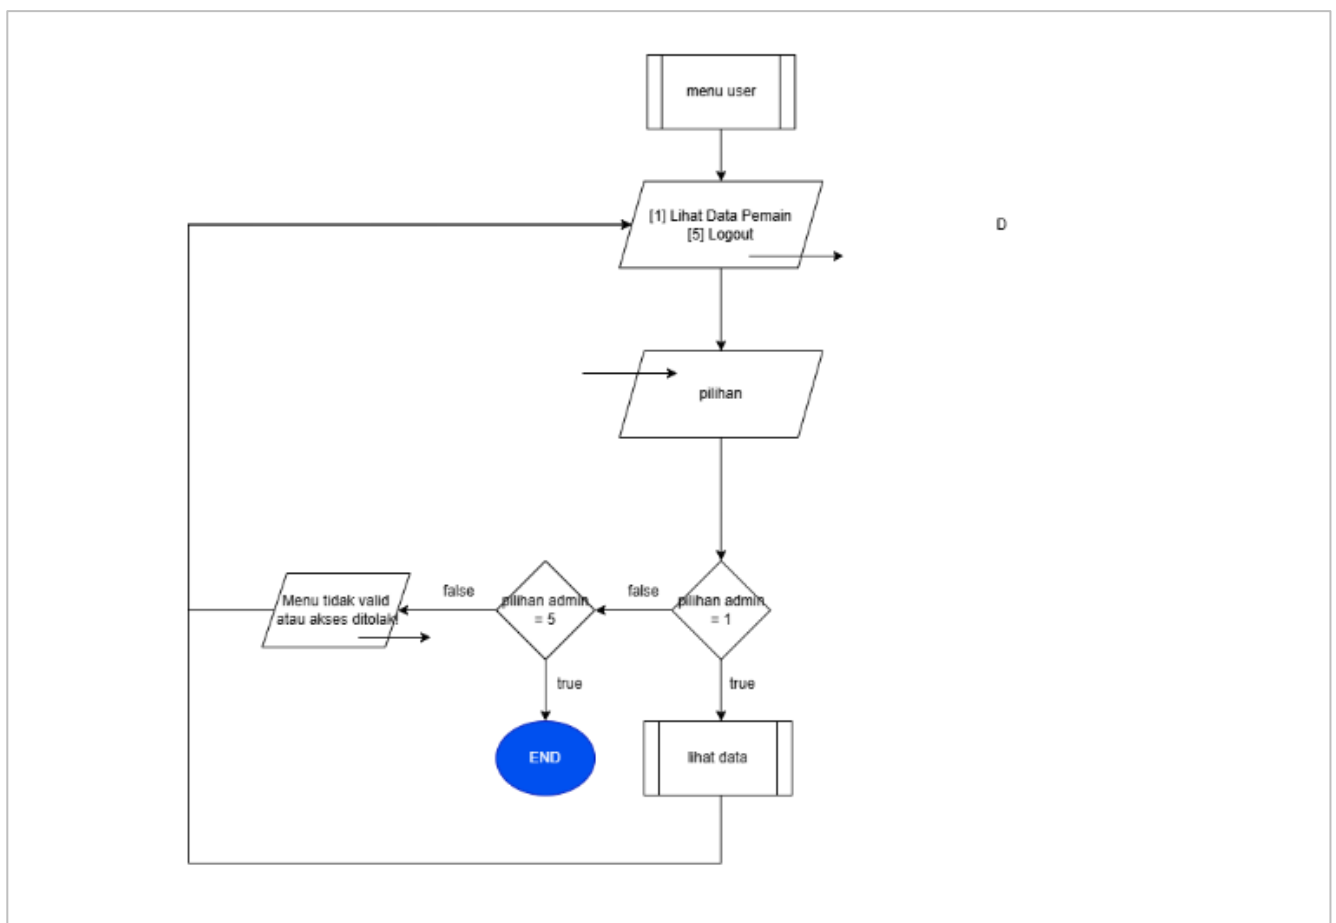 menu user
[1] Lihat Data Pemain
[5] Logout
D
pilihan
Menu tidak valid
atau akses ditolak!
false
pilihan admin
= 5
false
pilihan admin
= 1
true
true
END
lihat data